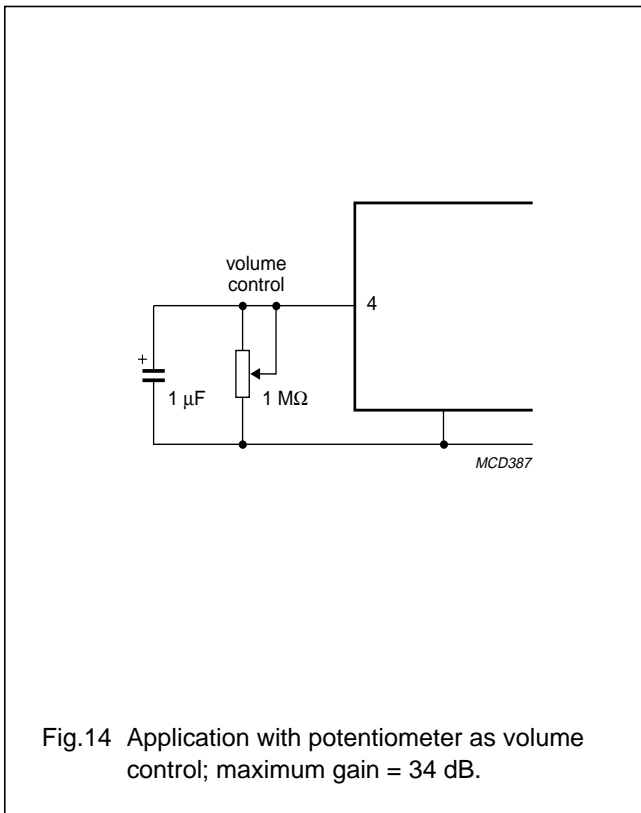 volume
control
4
+
1 μF
1 MΩ
MCD387
Fig.14 Application with potentiometer as volume
control; maximum gain = 34 dB.